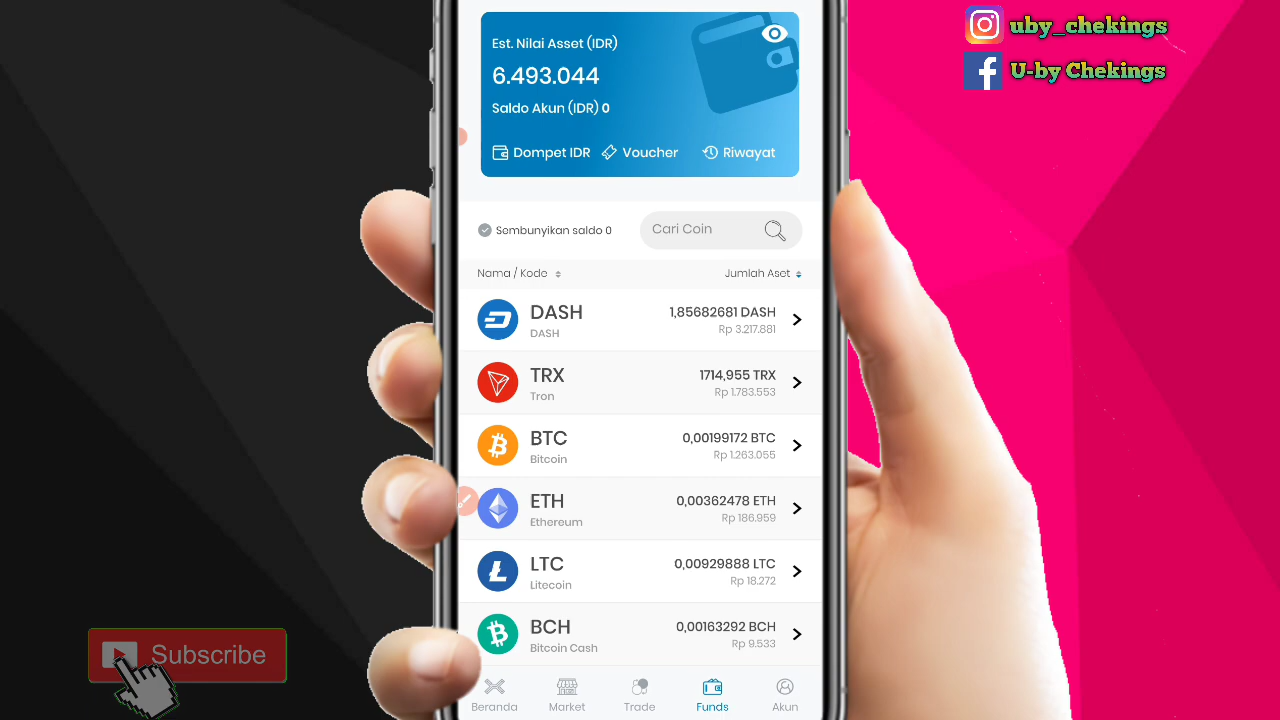 uby_chekings
U-by Chekings
Est. Nilai Asset (IDR)
6.493.044
Saldo Akun (IDR) 0
Dompet IDR Voucher Riwayat
Sembunyikan saldo 0 Cari Coin
Nama / Kode Jumlah Aset
DASH 1,85682681 DASH
DASH Rp 3.217.881
TRX 1714,955 TRX
Tron Rp 1.783.553
BTC 0,00199172 BTC
Bitcoin Rp 1.263.055
ETH 0,00362478 ETH
Ethereum Rp 186.959
LTC 0,00929888 LTC
Litecoin Rp 18.272
BCH 0,00163292 BCH
Bitcoin Cash Rp 9.533
Subscribe
Beranda Market Trade Funds Akun